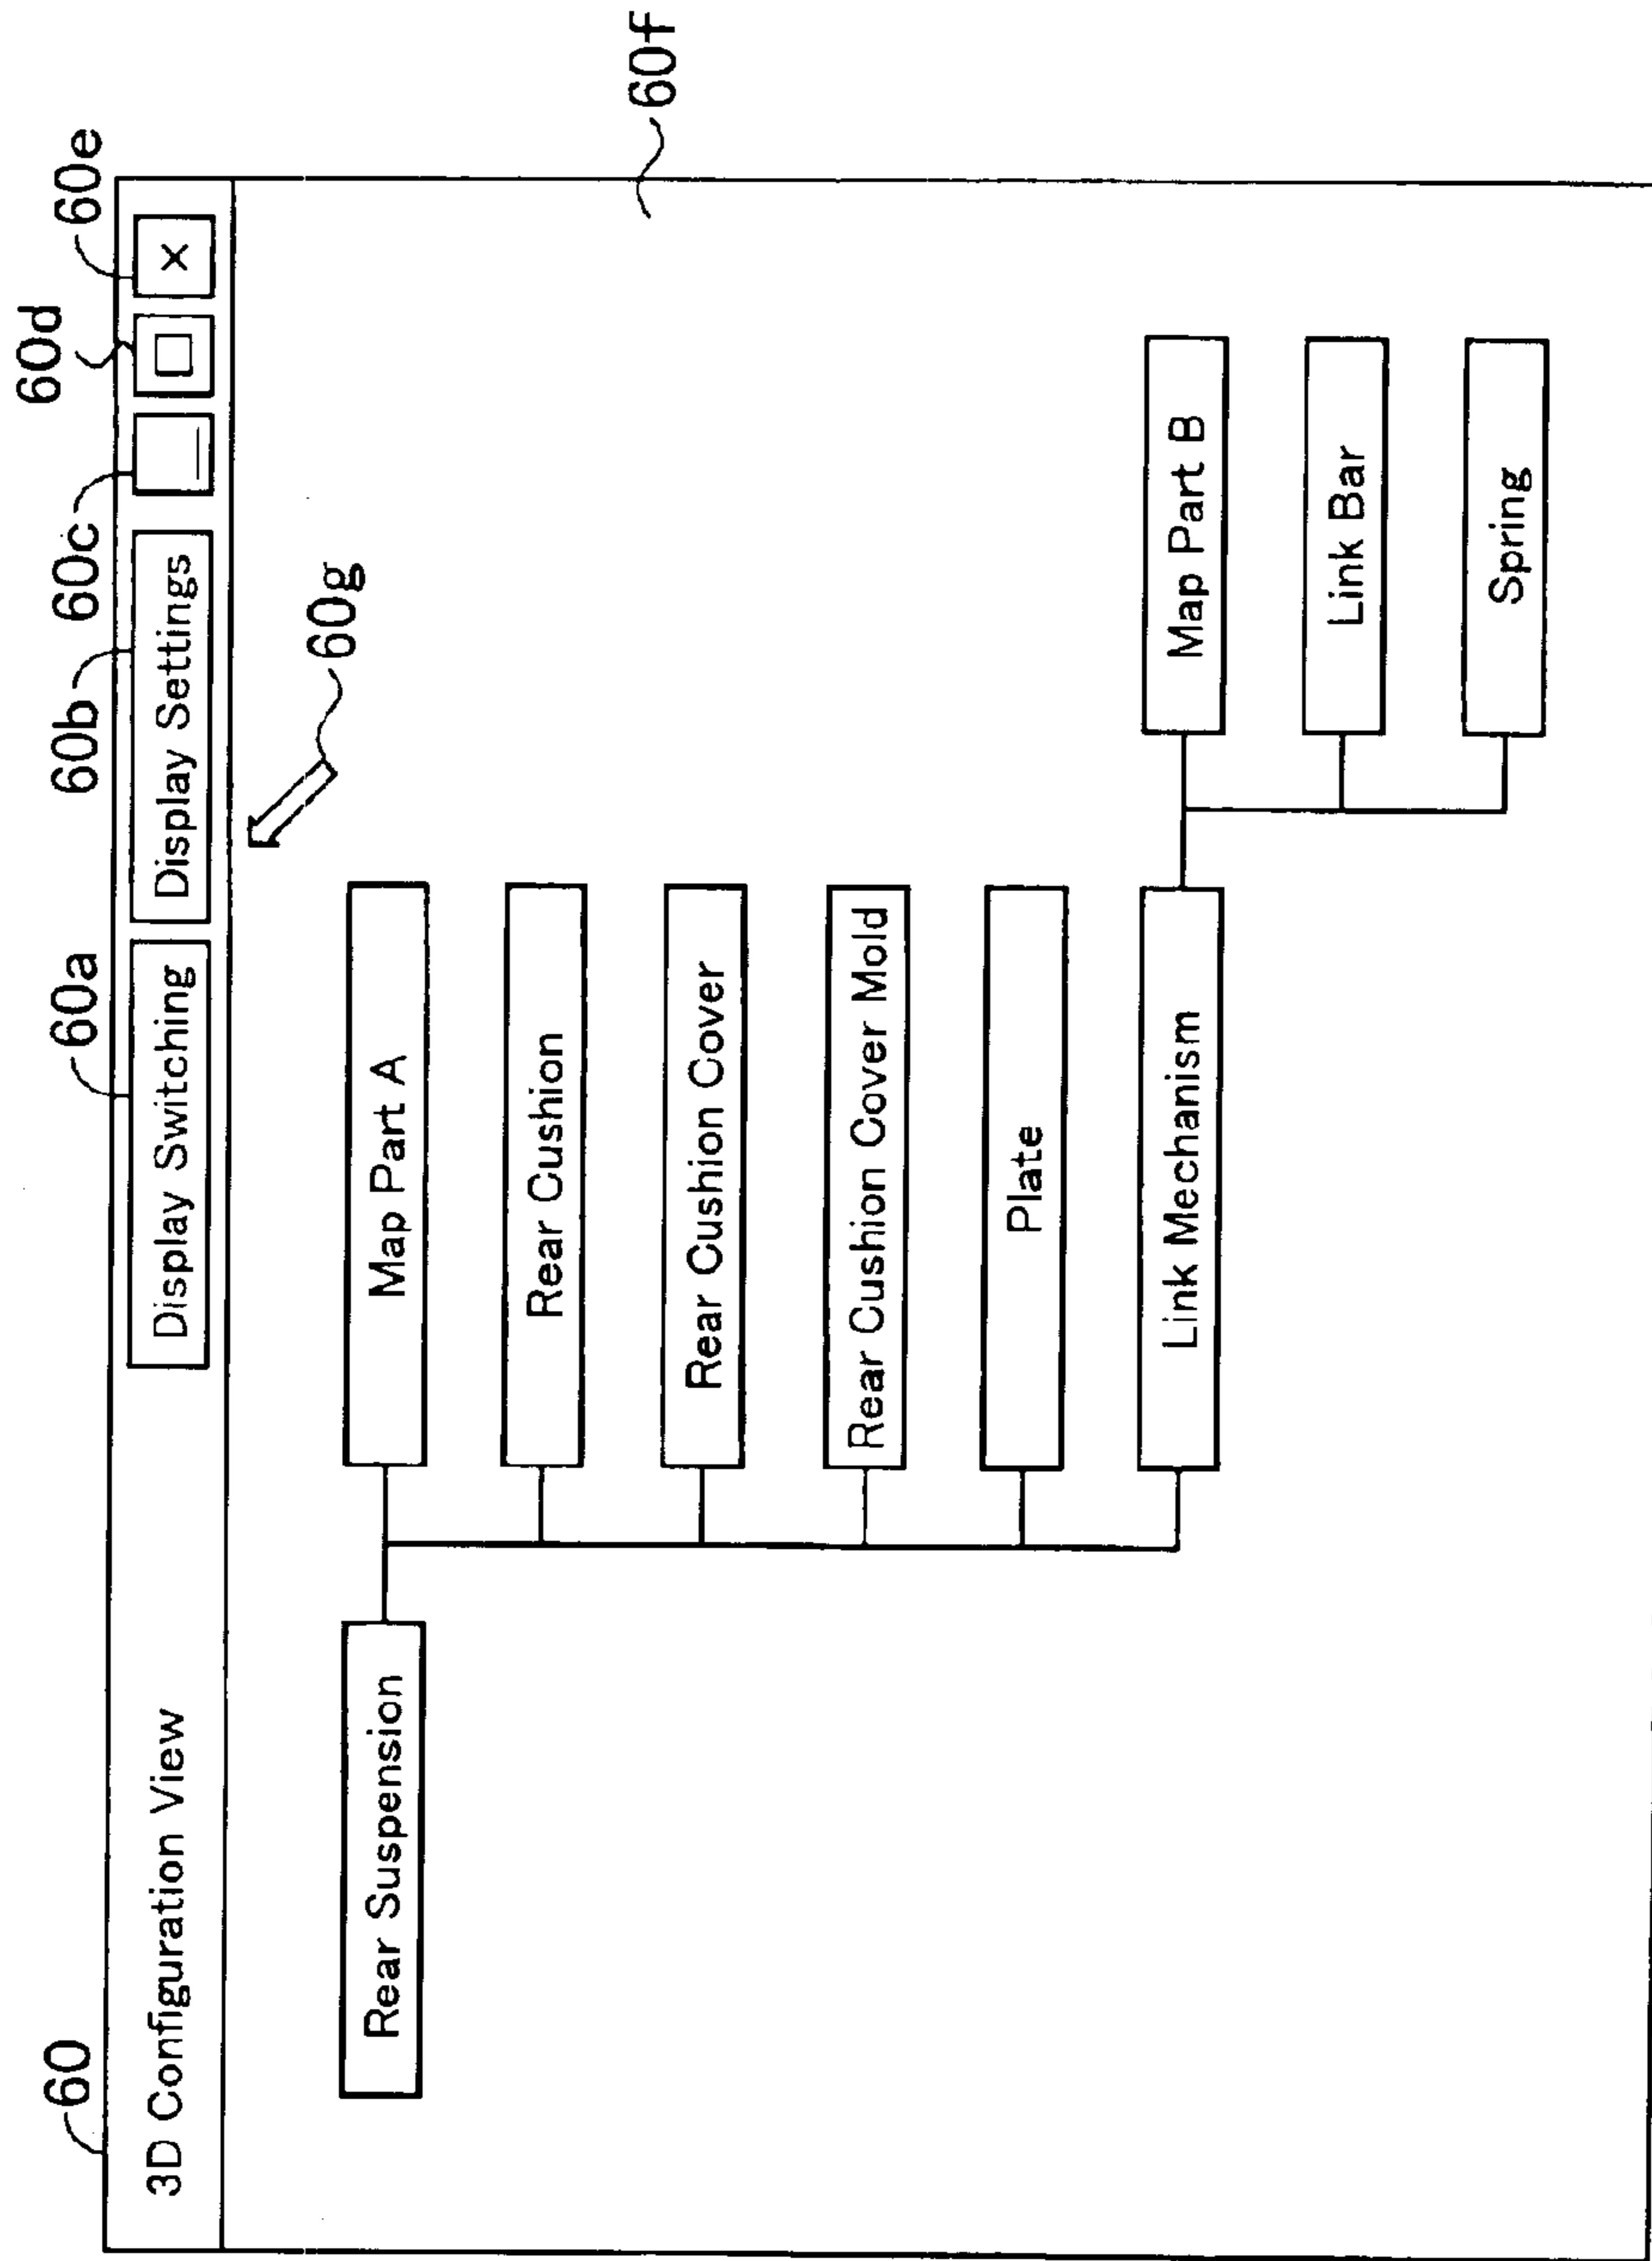 60
60a
60b
60c
60d
60e
3D Configuration View
Display Switching
Display Settings
×
60g
60f
Rear Suspension
Map Part A
Rear Cushion
Rear Cushion Cover
Rear Cushion Cover Mold
Plate
Link Mechanism
Map Part B
Link Bar
Spring